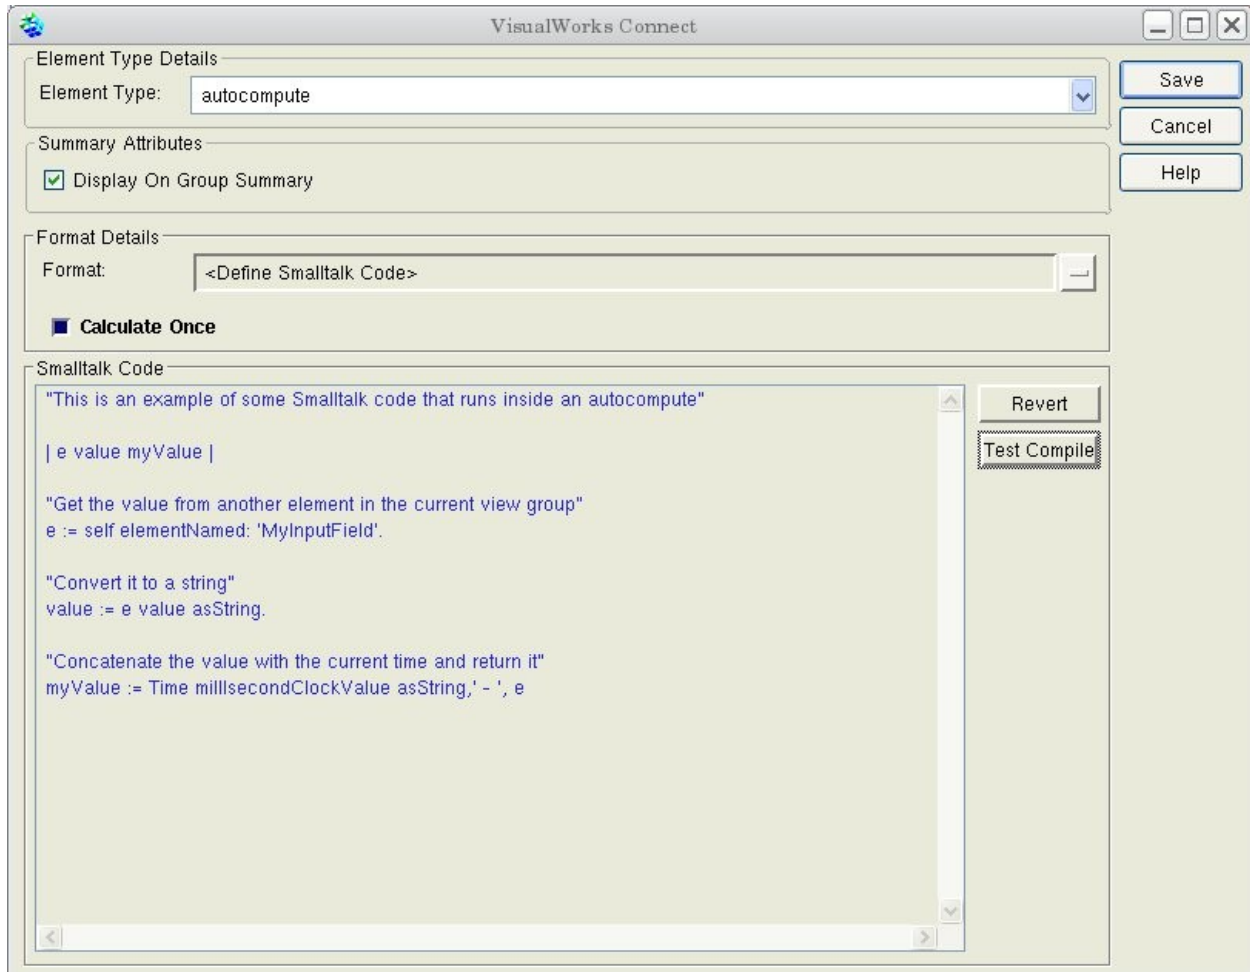 VisualWorks Connect
Element Type Details
Element Type:
autocompute
Save
Cancel
Help
Summary Attributes
Display On Group Summary
Format Details
Format:
<Define Smalltalk Code>
Calculate Once
Smalltalk Code
"This is an example of some Smalltalk code that runs inside an autocompute"
| e value myValue |
"Get the value from another element in the current view group"
e := self elementNamed: 'MyInputField'.
"Convert it to a string"
value := e value asString.
"Concatenate the value with the current time and return it"
myValue := Time millIsecondClockValue asString,' - ', e
Revert
Test Compile